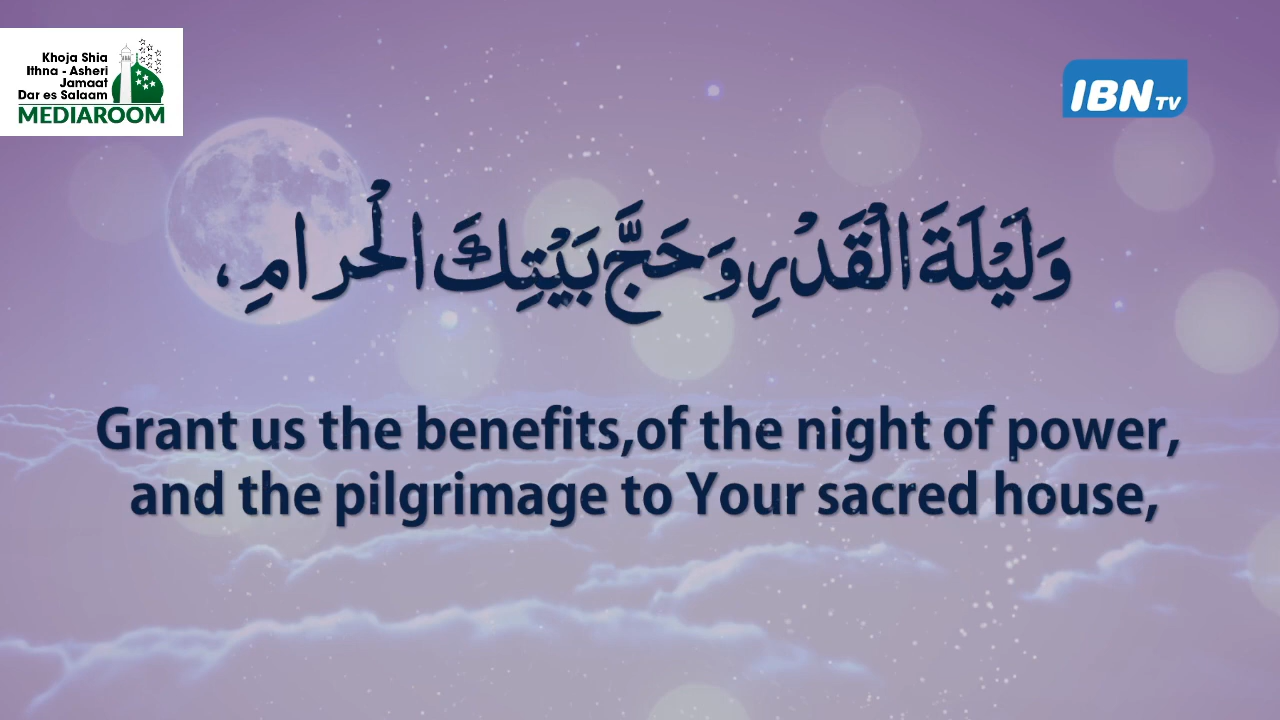 Khoja Shia
Ithna - Asheri
Jamaat
Dar es Salaam
MEDIAROOM
IBN TV
وَلَيْلَةَ الْقَدْرِ وَحَجَّ بَيْتِكَ الْحرامِ ،
Grant us the benefits,of the night of power,
and the pilgrimage to Your sacred house,